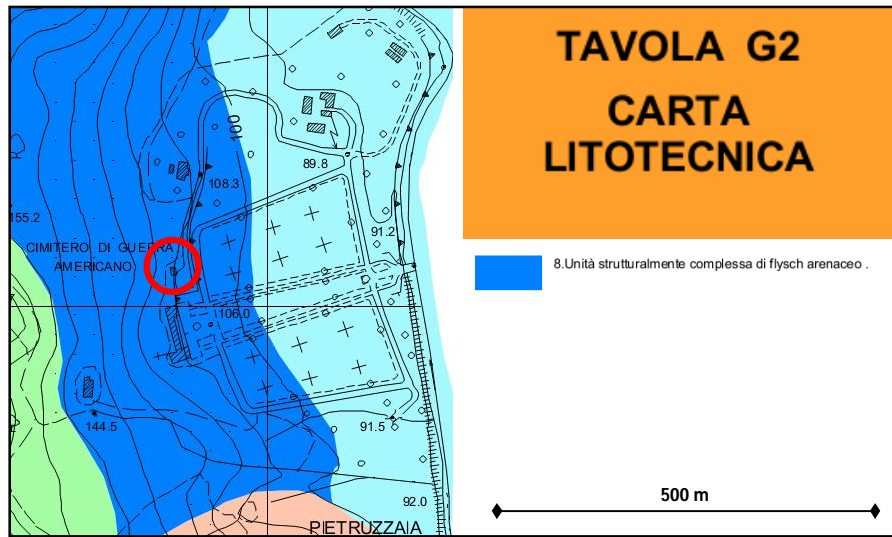 TAVOLA G2
CARTA
LITOTECNICA
8.Unità strutturalmente complessa di flysch arenaceo .
500 m
100
89.8
108.3
155.2
91.2
CIMITERO DI GUERRA
AMERICANO
106.0
144.5
91.5
92.0
PIETRUZZAIA